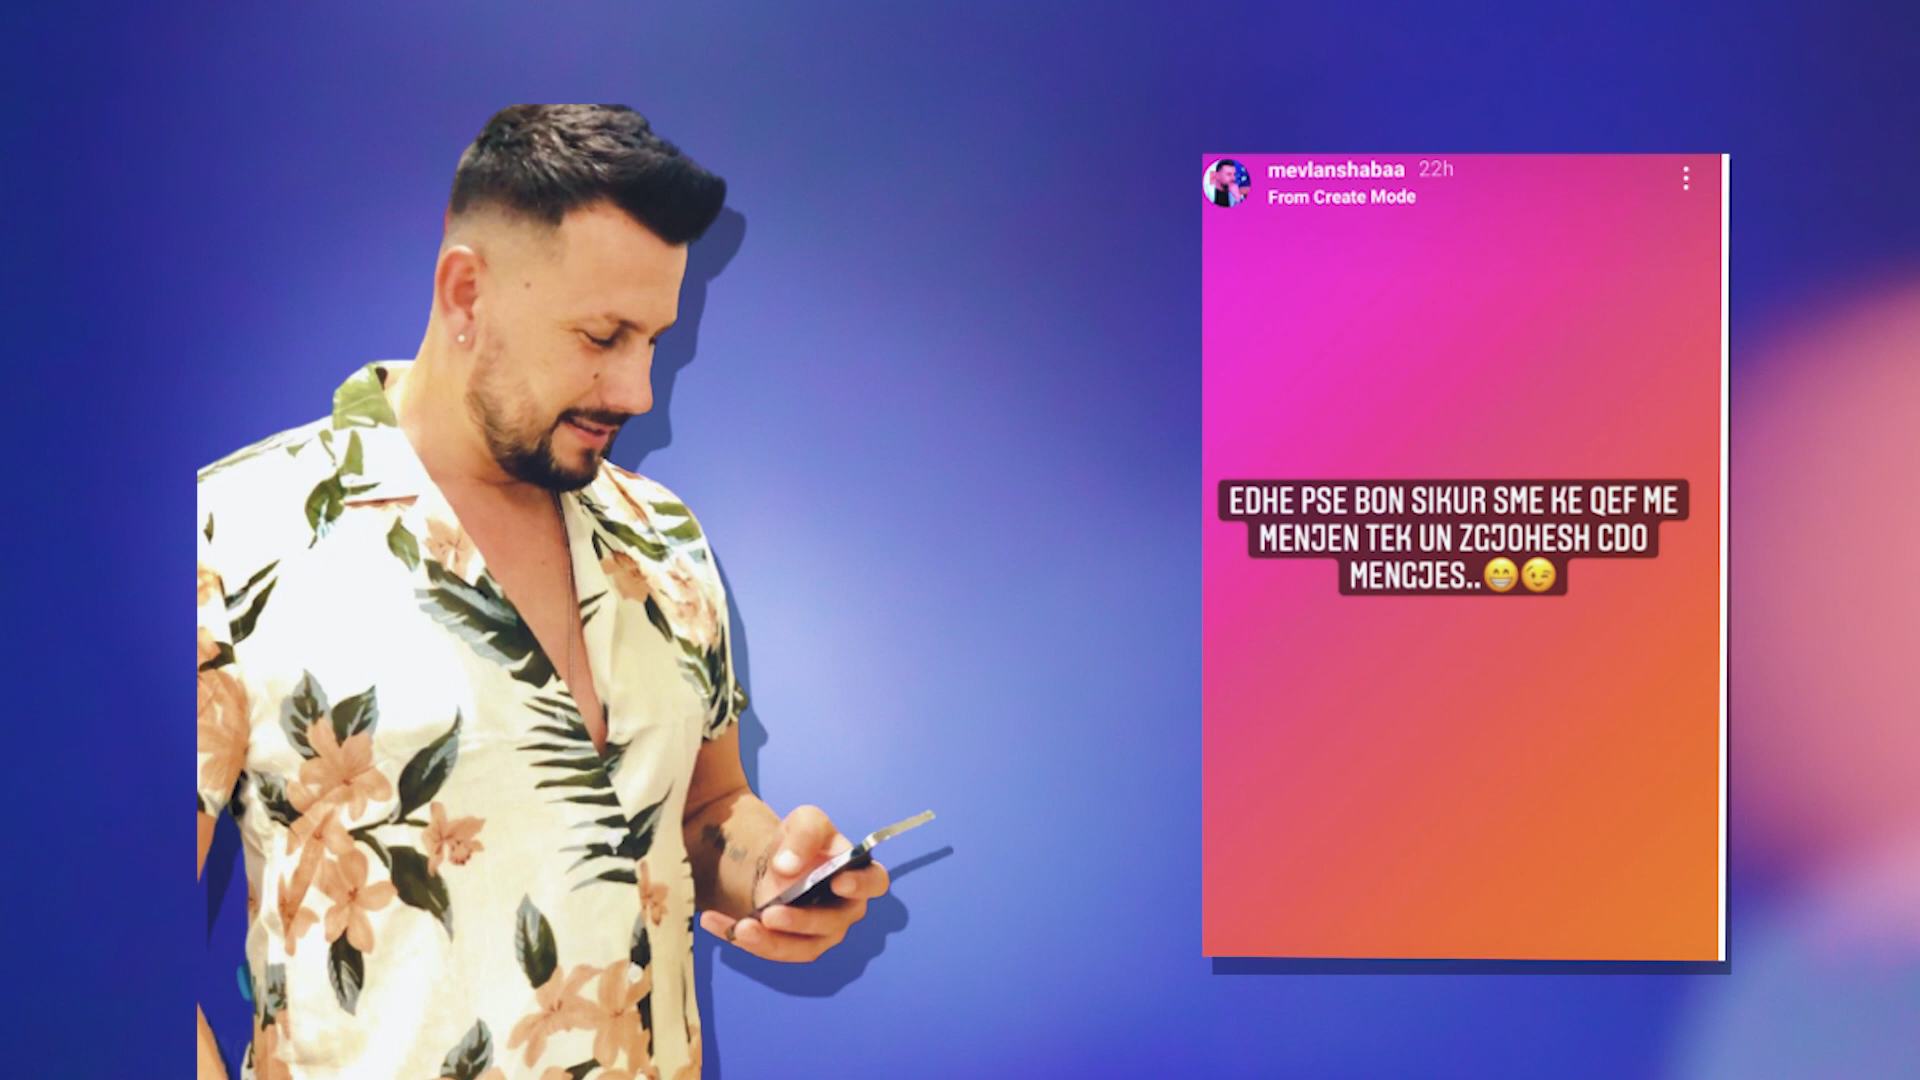 mevlanshabaa 22h
From Create Mode
EDHE PSE BON SIKUR SME KE QEF ME
MENJEN TEK UN ZGJOHESH CDO
MENGJES..😁😉